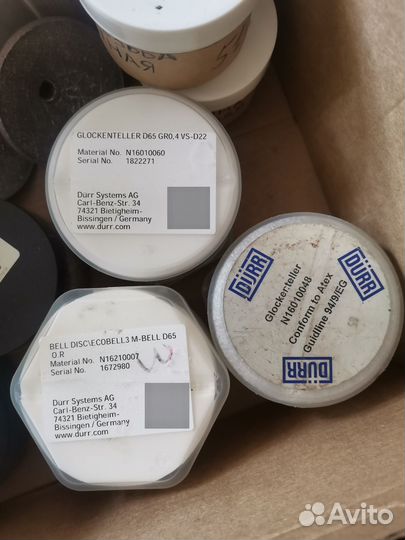 НАЯ
GLOCKENTELLER D65 GR0,4 VS-D22
Material No. N16010060
Serial No. 1822271
Dürr Systems AG
Carl-Benz-Str. 34
74321 Bietigheim-
Bissingen / Germany
www.durr.com
DÜRR
DÜRR
Glockenteller
N16010048
Conform to Atex
Guidline 94/9/EG
DÜRR
DÜRR
BELL DISC\ECOBELL3 M-BELL D65
O.R
Material No. N16210007
Serial No. 1672980
Dürr Systems AG
Carl-Benz-Str. 34
74321 Bietigheim-
Bissingen / Germany
www.durr.com
Avito